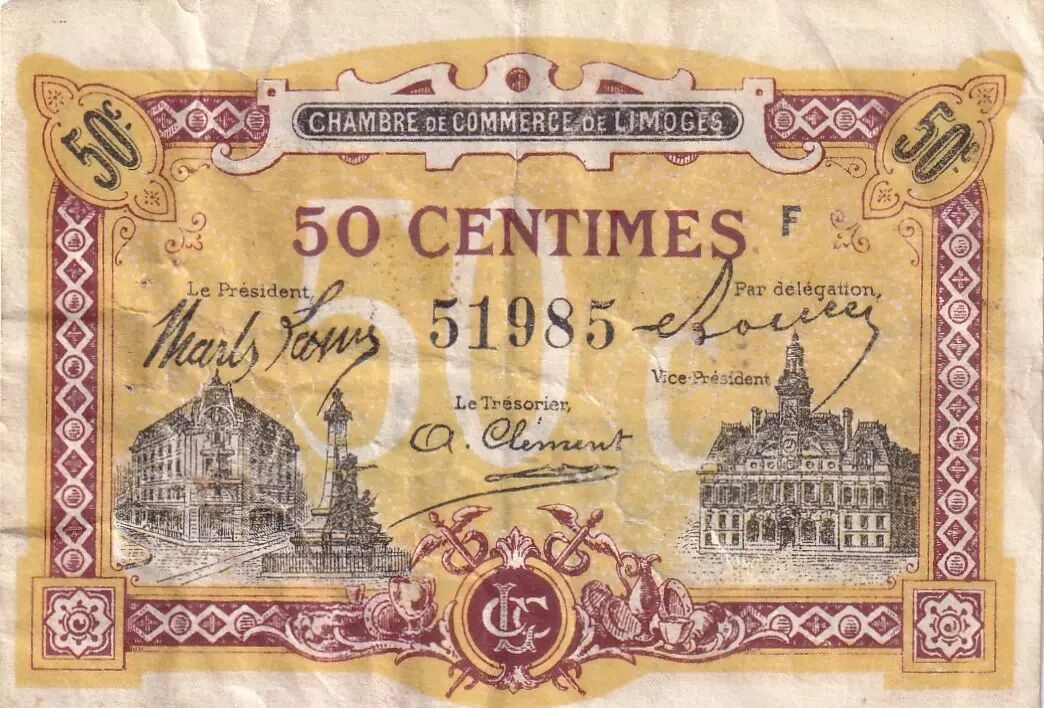 CHAMBRE DE COMMERCE DE LIMOGES
50c.
50c.
50 CENTIMES F
50
Le Président,
51985
Par délégation,
Vice-Président
Le Trésorier,
A. Clément